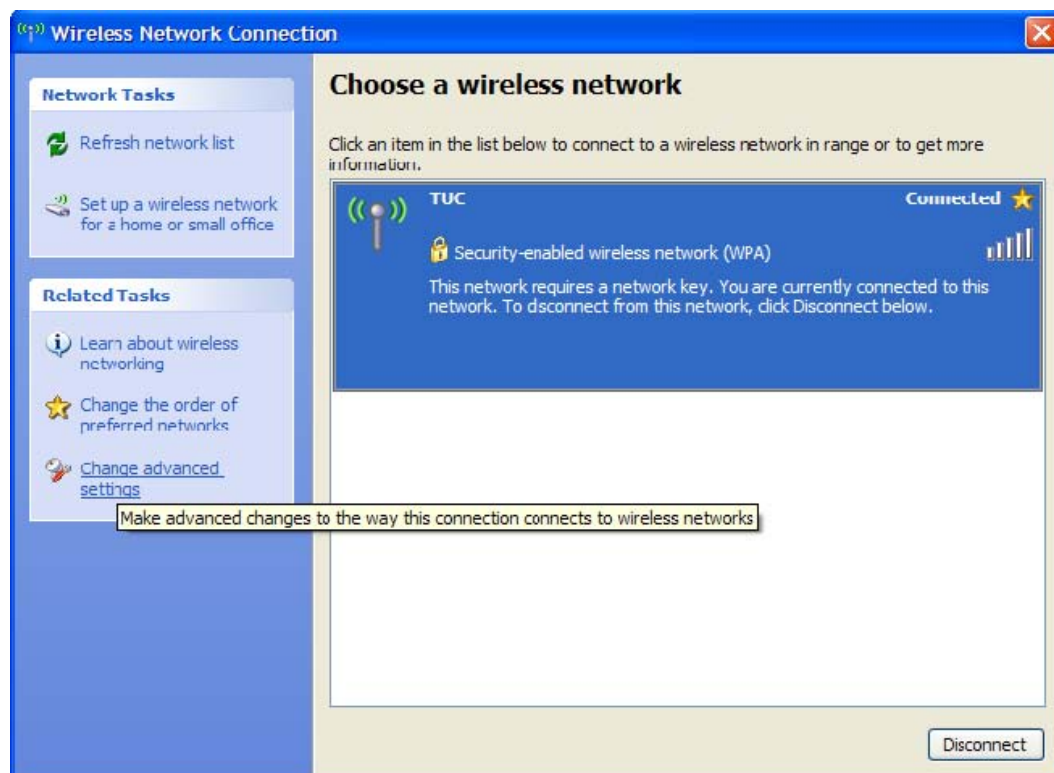 Wireless Network Connection
Network Tasks
Refresh network list
Set up a wireless network
for a home or small office
Related Tasks
Learn about wireless
networking
Change the order of
preferred networks
Change advanced
settings
Make advanced changes to the way this connection connects to wireless networks
Choose a wireless network
Click an item in the list below to connect to a wireless network in range or to get more
information.
TUC Connected
Security-enabled wireless network (WPA)
This network requires a network key. You are currently connected to this
network. To dsconnect from this network, click Disconnect below.
Disconnect